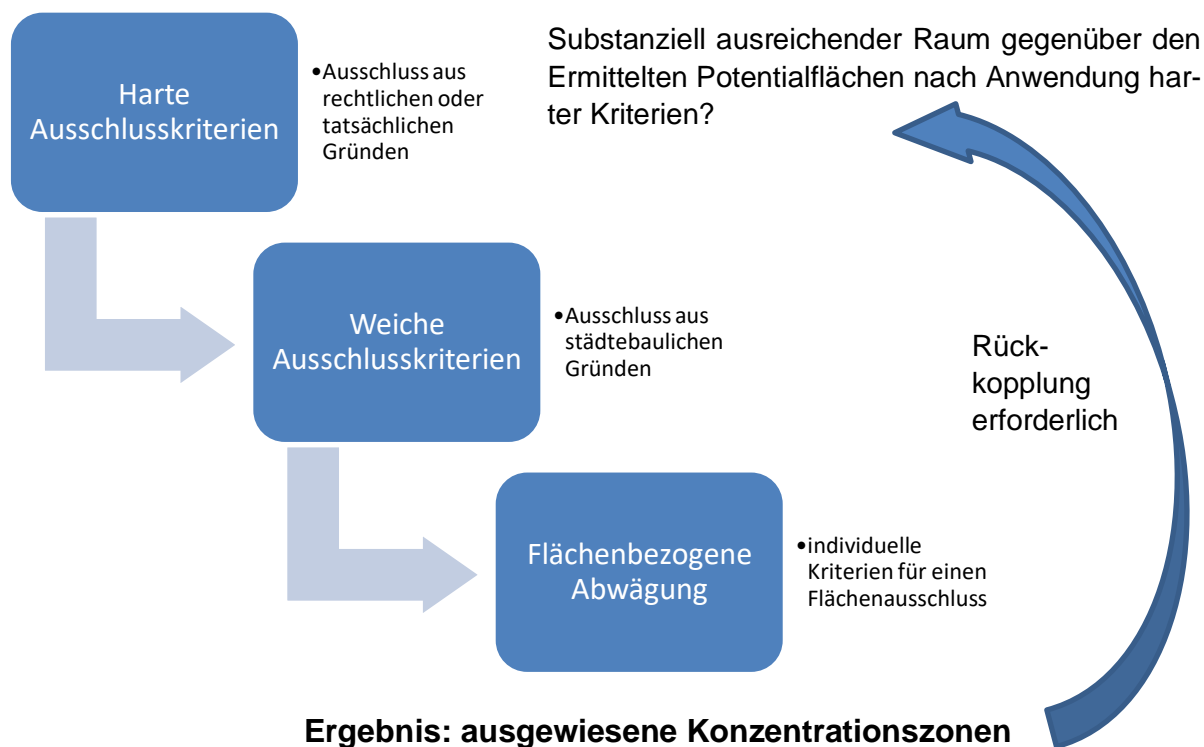 Harte
Ausschlusskriterien
•Ausschluss aus
rechtlichen oder
tatsächlichen
Gründen
Substanziell ausreichender Raum gegenüber den
Ermittelten Potentialflächen nach Anwendung har-
ter Kriterien?
Weiche
Ausschlusskriterien
•Ausschluss aus
städtebaulichen
Gründen
Rück-
kopplung
erforderlich
Flächenbezogene
Abwägung
•individuelle
Kriterien für einen
Flächenausschluss
Ergebnis: ausgewiesene Konzentrationszonen